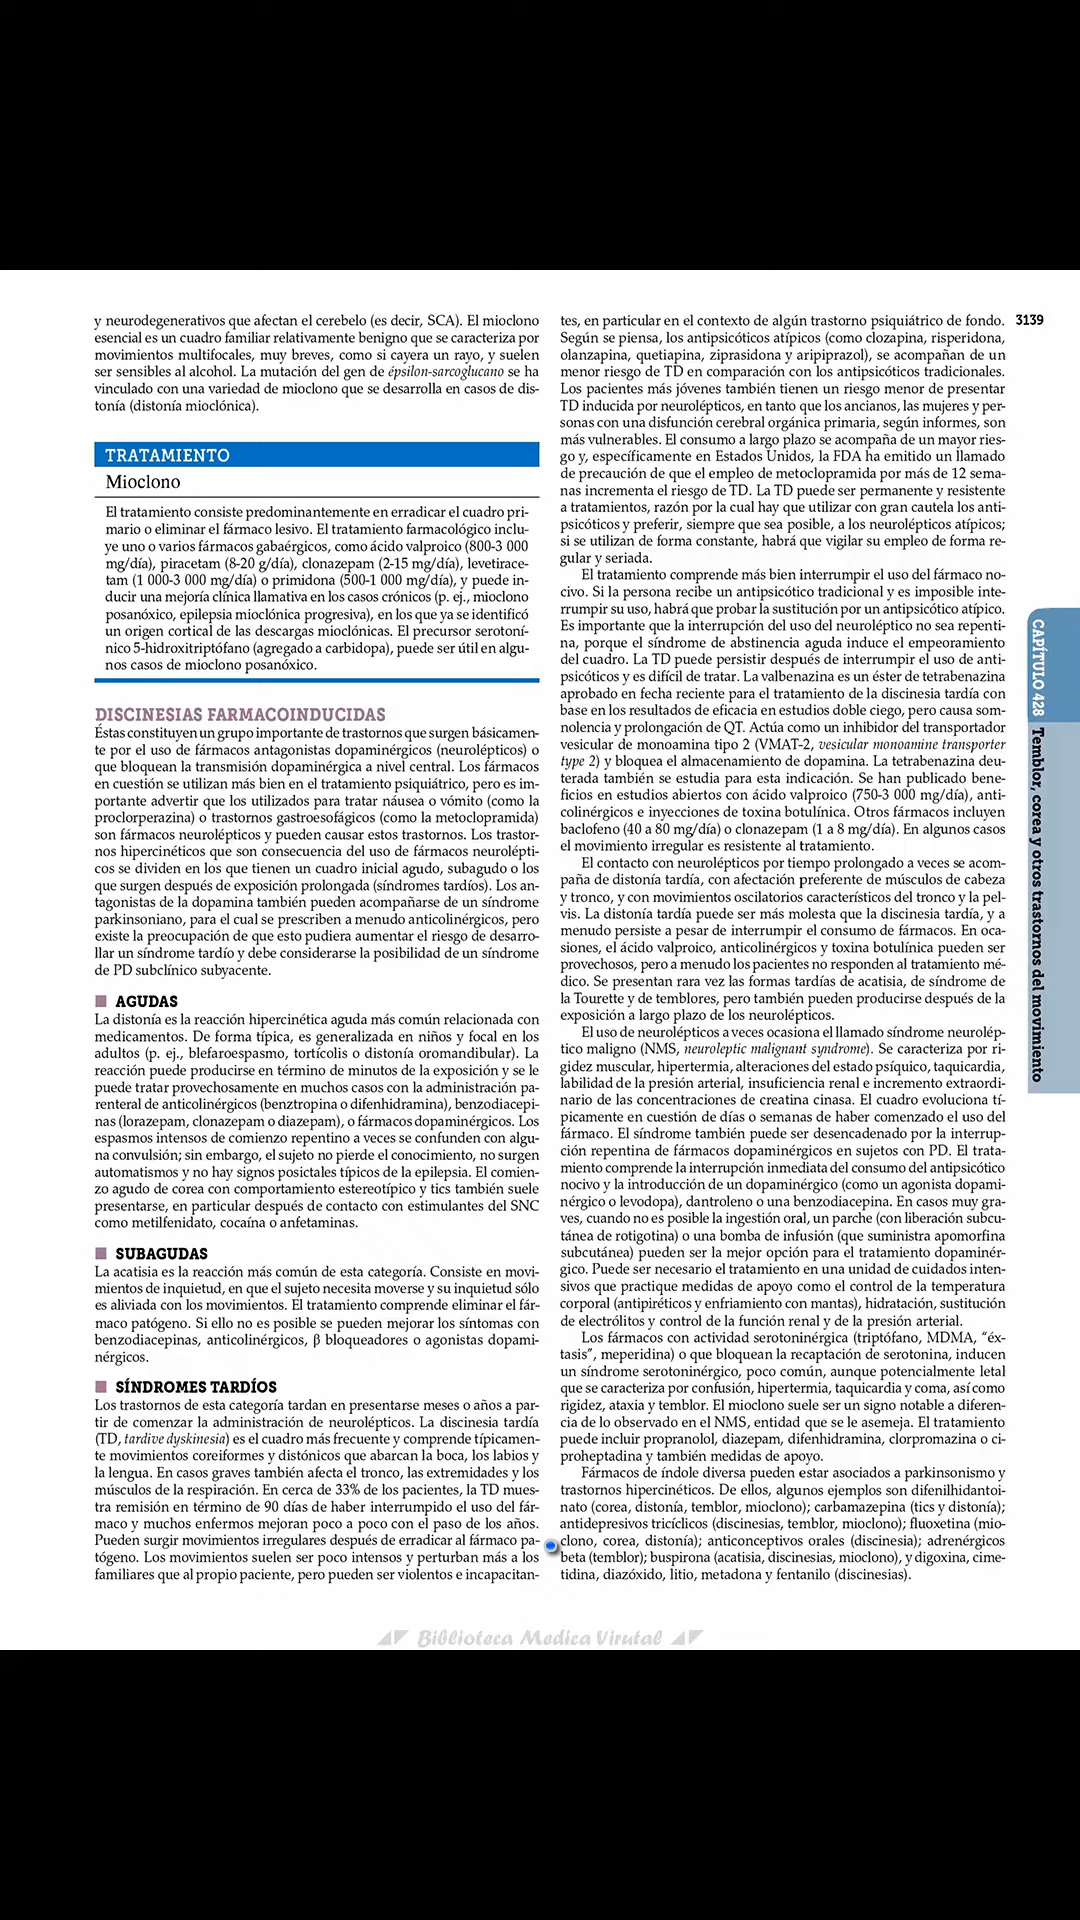 y neurodegenerativos que afectan el cerebelo (es decir, SCA). El mioclono
esencial es un cuadro familiar relativamente benigno que se caracteriza por
movimientos multifocales, muy breves, como si cayera un rayo, y suelen
ser sensibles al alcohol. La mutación del gen de épsilon-sarcoglucano se ha
vinculado con una variedad de mioclono que se desarrolla en casos de dis-
tonía (distonía mioclónica).
TRATAMIENTO
Mioclono
El tratamiento consiste predominantemente en erradicar el cuadro pri-
mario o eliminar el fármaco lesivo. El tratamiento farmacológico inclu-
ye uno o varios fármacos gabaérgicos, como ácido valproico (800-3 000
mg/día), piracetam (8-20 g/día), clonazepam (2-15 mg/día), levetirace-
tam (1 000-3 000 mg/día) o primidona (500-1 000 mg/día), y puede in-
ducir una mejoría clínica llamativa en los casos crónicos (p. ej., mioclono
posanóxico, epilepsia mioclónica progresiva), en los que ya se identificó
un origen cortical de las descargas mioclónicas. El precursor serotoní-
nico 5-hidroxitriptófano (agregado a carbidopa), puede ser útil en algu-
nos casos de mioclono posanóxico.
DISCINESIAS FARMACOINDUCIDAS
Éstas constituyen un grupo importante de trastornos que surgen básicamen-
te por el uso de fármacos antagonistas dopaminérgicos (neurolépticos) o
que bloquean la transmisión dopaminérgica a nivel central. Los fármacos
en cuestión se utilizan más bien en el tratamiento psiquiátrico, pero es im-
portante advertir que los utilizados para tratar náusea o vómito (como la
proclorperazina) o trastornos gastroesofágicos (como la metoclopramida)
son fármacos neurolépticos y pueden causar estos trastornos. Los trastor-
nos hipercinéticos que son consecuencia del uso de fármacos neurolépti-
cos se dividen en los que tienen un cuadro inicial agudo, subagudo o los
que surgen después de exposición prolongada (síndromes tardíos). Los an-
tagonistas de la dopamina también pueden acompañarse de un síndrome
parkinsoniano, para el cual se prescriben a menudo anticolinérgicos, pero
existe la preocupación de que esto pudiera aumentar el riesgo de desarro-
llar un síndrome tardío y debe considerarse la posibilidad de un síndrome
de PD subclínico subyacente.
AGUDAS
La distonía es la reacción hipercinética aguda más común relacionada con
medicamentos. De forma típica, es generalizada en niños y focal en los
adultos (p. ej., blefaroespasmo, tortícolis o distonía oromandibular). La
reacción puede producirse en término de minutos de la exposición y se le
puede tratar provechosamente en muchos casos con la administración pa-
renteral de anticolinérgicos (benztropina o difenhidramina), benzodiacepi-
nas (lorazepam, clonazepam o diazepam), o fármacos dopaminérgicos. Los
espasmos intensos de comienzo repentino a veces se confunden con algu-
na convulsión; sin embargo, el sujeto no pierde el conocimiento, no surgen
automatismos y no hay signos posictales típicos de la epilepsia. El comien-
zo agudo de corea con comportamiento estereotípico y tics también suele
presentarse, en particular después de contacto con estimulantes del SNC
como metilfenidato, cocaína o anfetaminas.
SUBAGUDAS
La acatisia es la reacción más común de esta categoría. Consiste en movi-
mientos de inquietud, en que el sujeto necesita moverse y su inquietud sólo
es aliviada con los movimientos. El tratamiento comprende eliminar el fár-
maco patógeno. Si ello no es posible se pueden mejorar los síntomas con
benzodiacepinas, anticolinérgicos, β bloqueadores o agonistas dopami-
nérgicos.
SÍNDROMES TARDÍOS
Los trastornos de esta categoría tardan en presentarse meses o años a par-
tir de comenzar la administración de neurolépticos. La discinesia tardía
(TD, tardive dyskinesia) es el cuadro más frecuente y comprende típicamen-
te movimientos coreiformes y distónicos que abarcan la boca, los labios y
la lengua. En casos graves también afecta el tronco, las extremidades y los
músculos de la respiración. En cerca de 33% de los pacientes, la TD mues-
tra remisión en término de 90 días de haber interrumpido el uso del fár-
maco y muchos enfermos mejoran poco a poco con el paso de los años.
Pueden surgir movimientos irregulares después de erradicar al fármaco pa-
tógeno. Los movimientos suelen ser poco intensos y perturban más a los
familiares que al propio paciente, pero pueden ser violentos e incapacitan-
tes, en particular en el contexto de algún trastorno psiquiátrico de fondo.
Según se piensa, los antipsicóticos atípicos (como clozapina, risperidona,
olanzapina, quetiapina, ziprasidona y aripiprazol), se acompañan de un
menor riesgo de TD en comparación con los antipsicóticos tradicionales.
Los pacientes más jóvenes también tienen un riesgo menor de presentar
TD inducida por neurolépticos, en tanto que los ancianos, las mujeres y per-
sonas con una disfunción cerebral orgánica primaria, según informes, son
más vulnerables. El consumo a largo plazo se acompaña de un mayor ries-
go y, específicamente en Estados Unidos, la FDA ha emitido un llamado
de precaución de que el empleo de metoclopramida por más de 12 sema-
nas incrementa el riesgo de TD. La TD puede ser permanente y resistente
a tratamientos, razón por la cual hay que utilizar con gran cautela los anti-
psicóticos y preferir, siempre que sea posible, a los neurolépticos atípicos;
si se utilizan de forma constante, habrá que vigilar su empleo de forma re-
gular y seriada.
El tratamiento comprende más bien interrumpir el uso del fármaco no-
civo. Si la persona recibe un antipsicótico tradicional y es imposible inte-
rrumpir su uso, habrá que probar la sustitución por un antipsicótico atípico.
Es importante que la interrupción del uso del neuroléptico no sea repenti-
na, porque el síndrome de abstinencia aguda induce el empeoramiento
del cuadro. La TD puede persistir después de interrumpir el uso de anti-
psicóticos y es difícil de tratar. La valbenazina es un éster de tetrabenazina
aprobado en fecha reciente para el tratamiento de la discinesia tardía con
base en los resultados de eficacia en estudios doble ciego, pero causa som-
nolencia y prolongación de QT. Actúa como un inhibidor del transportador
vesicular de monoamina tipo 2 (VMAT-2, vesicular monoamine transporter
type 2) y bloquea el almacenamiento de dopamina. La tetrabenazina deu-
terada también se estudia para esta indicación. Se han publicado bene-
ficios en estudios abiertos con ácido valproico (750-3 000 mg/día), anti-
colinérgicos e inyecciones de toxina botulínica. Otros fármacos incluyen
baclofeno (40 a 80 mg/día) o clonazepam (1 a 8 mg/día). En algunos casos
el movimiento irregular es resistente al tratamiento.
El contacto con neurolépticos por tiempo prolongado a veces se acom-
paña de distonía tardía, con afectación preferente de músculos de cabeza
y tronco, y con movimientos oscilatorios característicos del tronco y la pel-
vis. La distonía tardía puede ser más molesta que la discinesia tardía, y a
menudo persiste a pesar de interrumpir el consumo de fármacos. En oca-
siones, el ácido valproico, anticolinérgicos y toxina botulínica pueden ser
provechosos, pero a menudo los pacientes no responden al tratamiento mé-
dico. Se presentan rara vez las formas tardías de acatisia, de síndrome de
la Tourette y de temblores, pero también pueden producirse después de la
exposición a largo plazo de los neurolépticos.
El uso de neurolépticos a veces ocasiona el llamado síndrome neurolép-
tico maligno (NMS, neuroleptic malignant syndrome). Se caracteriza por ri-
gidez muscular, hipertermia, alteraciones del estado psíquico, taquicardia,
labilidad de la presión arterial, insuficiencia renal e incremento extraordi-
nario de las concentraciones de creatina cinasa. El cuadro evoluciona tí-
picamente en cuestión de días o semanas de haber comenzado el uso del
fármaco. El síndrome también puede ser desencadenado por la interrup-
ción repentina de fármacos dopaminérgicos en sujetos con PD. El trata-
miento comprende la interrupción inmediata del consumo del antipsicótico
nocivo y la introducción de un dopaminérgico (como un agonista dopami-
nérgico o levodopa), dantroleno o una benzodiacepina. En casos muy gra-
ves, cuando no es posible la ingestión oral, un parche (con liberación subcu-
tánea de rotigotina) o una bomba de infusión (que suministra apomorfina
subcutánea) pueden ser la mejor opción para el tratamiento dopaminér-
gico. Puede ser necesario el tratamiento en una unidad de cuidados inten-
sivos que practique medidas de apoyo como el control de la temperatura
corporal (antipiréticos y enfriamiento con mantas), hidratación, sustitución
de electrólitos y control de la función renal y de la presión arterial.
Los fármacos con actividad serotoninérgica (triptófano, MDMA, “éx-
tasis”, meperidina) o que bloquean la recaptación de serotonina, inducen
un síndrome serotoninérgico, poco común, aunque potencialmente letal
que se caracteriza por confusión, hipertermia, taquicardia y coma, así como
rigidez, ataxia y temblor. El mioclono suele ser un signo notable a diferen-
cia de lo observado en el NMS, entidad que se le asemeja. El tratamiento
puede incluir propranolol, diazepam, difenhidramina, clorpromazina o ci-
proheptadina y también medidas de apoyo.
Fármacos de índole diversa pueden estar asociados a parkinsonismo y
trastornos hipercinéticos. De ellos, algunos ejemplos son difenilhidantoi-
nato (corea, distonía, temblor, mioclono); carbamazepina (tics y distonía);
antidepresivos tricíclicos (discinesias, temblor, mioclono); fluoxetina (mio-
clono, corea, distonía); anticonceptivos orales (discinesia); adrenérgicos
beta (temblor); buspirona (acatisia, discinesias, mioclono), y digoxina, cime-
tidina, diazóxido, litio, metadona y fentanilo (discinesias).
3139
CAPÍTULO 428 Temblor, corea y otros trastornos del movimiento
Biblioteca Medica Virutal